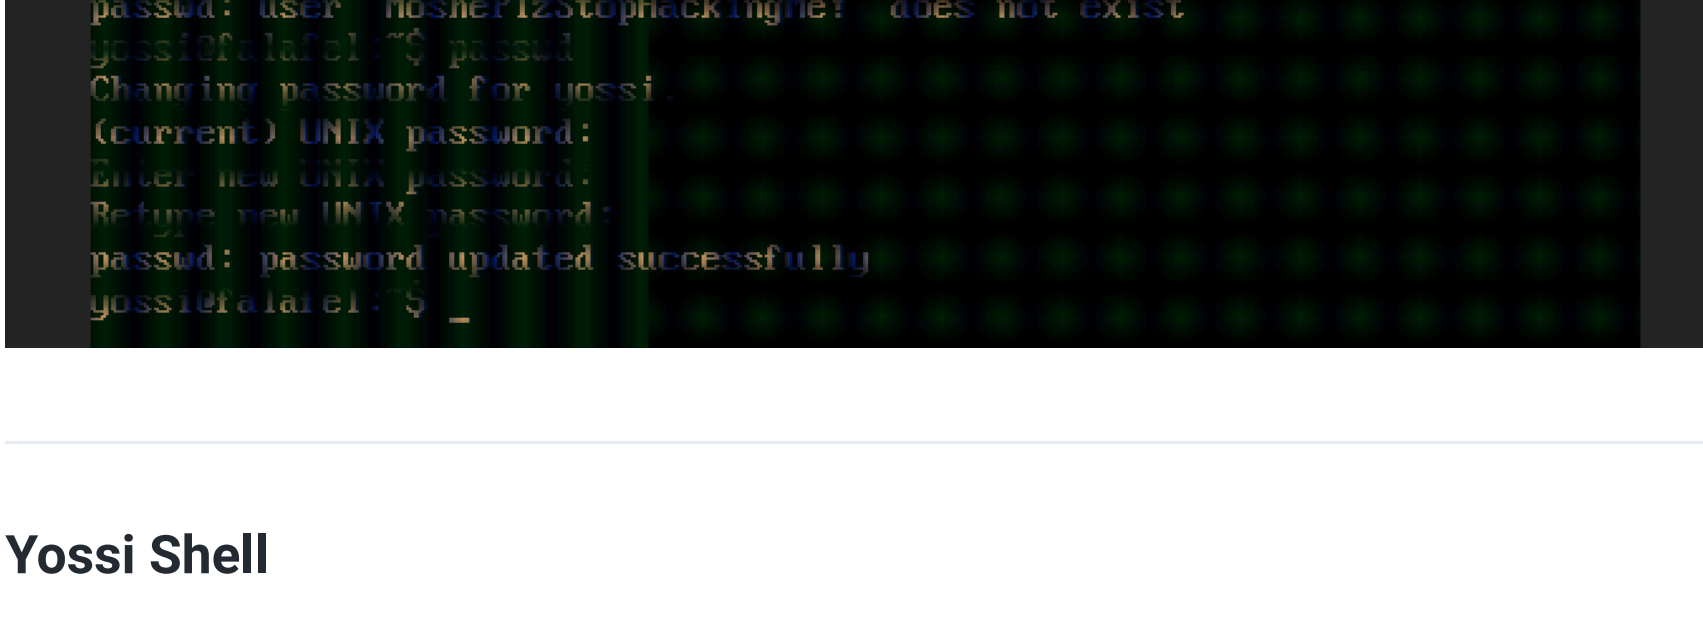 passwd: user 'MoshePlzStopHackingMe!' does not exist
yossi@falafel:~$ passwd
Changing password for yossi.
(current) UNIX password:
Enter new UNIX password:
Retype new UNIX password:
passwd: password updated successfully
yossi@falafel:~$ _
Yossi Shell